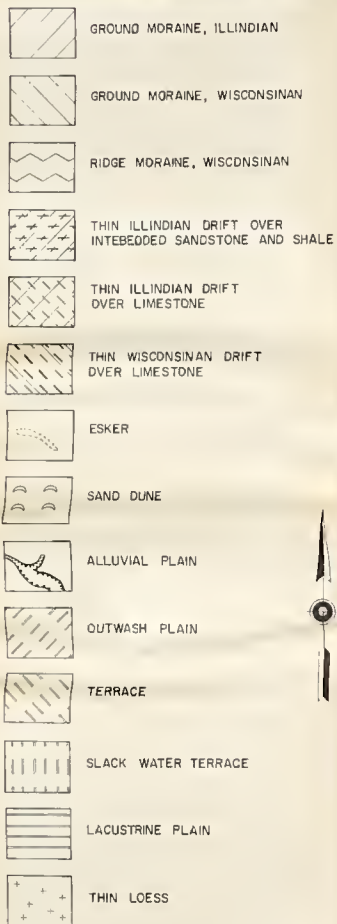 GROUND MORAINE, ILLINDIAN
GROUND MORAINE, WISCONSINAN
RIDGE MORAINE, WISCONSINAN
THIN ILLINDIAN DRIFT OVER
INTEBEDDED SANDSTONE AND SHALE
THIN ILLINDIAN DRIFT
OVER LIMESTONE
THIN WISCONSINAN DRIFT
OVER LIMESTONE
ESKER
SAND DUNE
ALLUVIAL PLAIN
OUTWASH PLAIN
TERRACE
SLACK WATER TERRACE
LACUSTRINE PLAIN
THIN LOESS